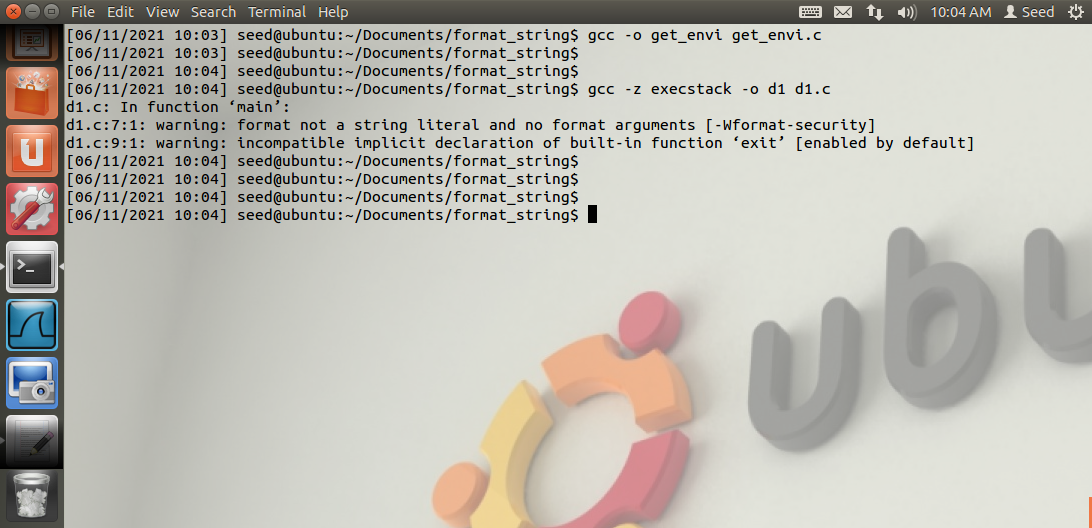 File Edit View Search Terminal Help 10:04 AM Seed
[06/11/2021 10:03] seed@ubuntu:~/Documents/format_string$ gcc -o get_envi get_envi.c
[06/11/2021 10:03] seed@ubuntu:~/Documents/format_string$
[06/11/2021 10:04] seed@ubuntu:~/Documents/format_string$
[06/11/2021 10:04] seed@ubuntu:~/Documents/format_string$ gcc -z execstack -o d1 d1.c
d1.c: In function ‘main’:
d1.c:7:1: warning: format not a string literal and no format arguments [-Wformat-security]
d1.c:9:1: warning: incompatible implicit declaration of built-in function ‘exit’ [enabled by default]
[06/11/2021 10:04] seed@ubuntu:~/Documents/format_string$
[06/11/2021 10:04] seed@ubuntu:~/Documents/format_string$
[06/11/2021 10:04] seed@ubuntu:~/Documents/format_string$
[06/11/2021 10:04] seed@ubuntu:~/Documents/format_string$
ubu